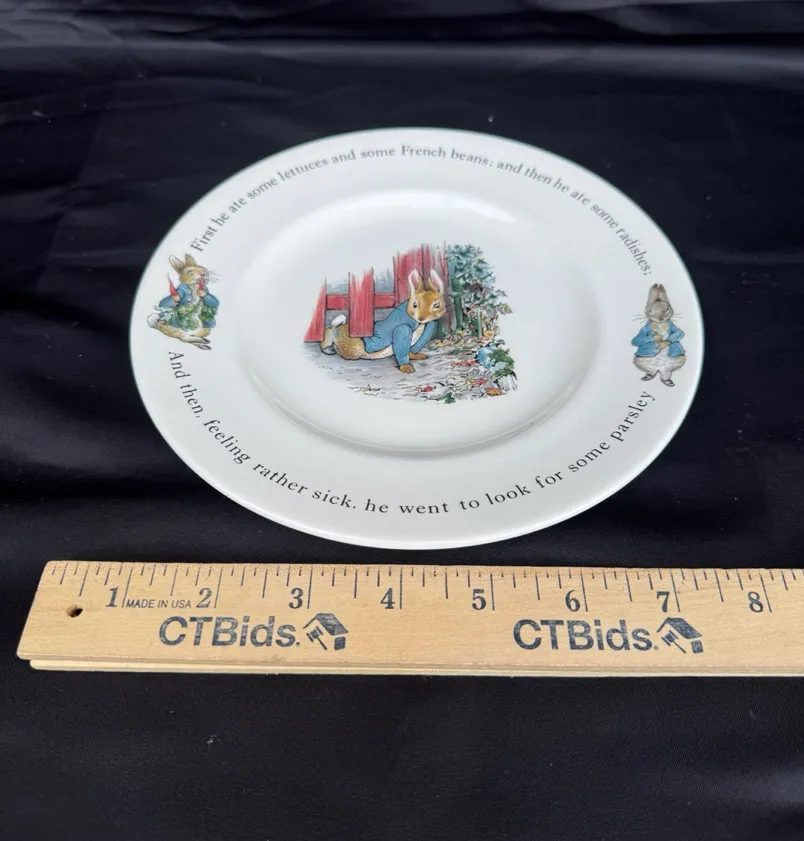 First he ate some lettuces and some French beans; and then he ate some radishes;
And then, feeling rather sick, he went to look for some parsley
1 2 3 4 5 6 7 8
MADE IN USA
CTBids. CTBids.